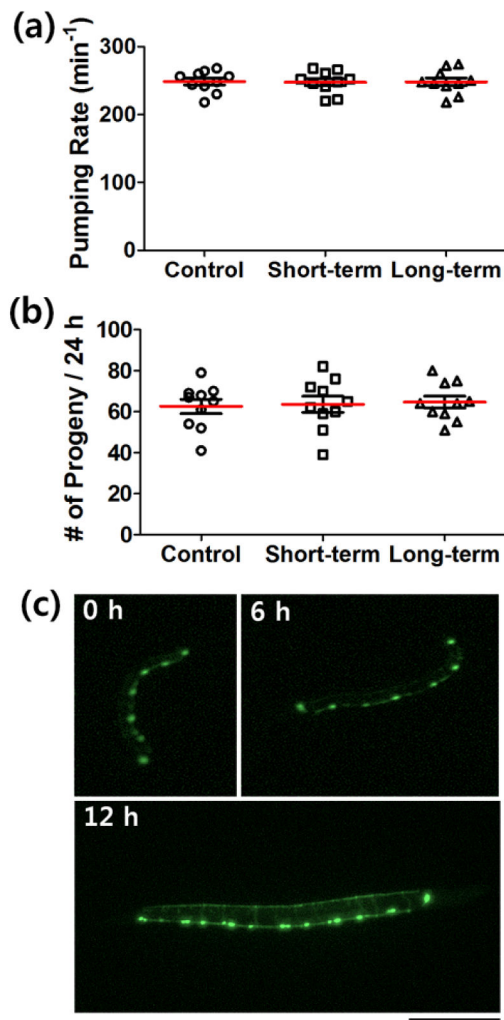 (a)
Pumping Rate (min⁻¹)
300
200
100
0
Control Short-term Long-term
(b)
# of Progeny / 24 h
100
80
60
40
20
0
Control Short-term Long-term
(c)
0 h
6 h
12 h